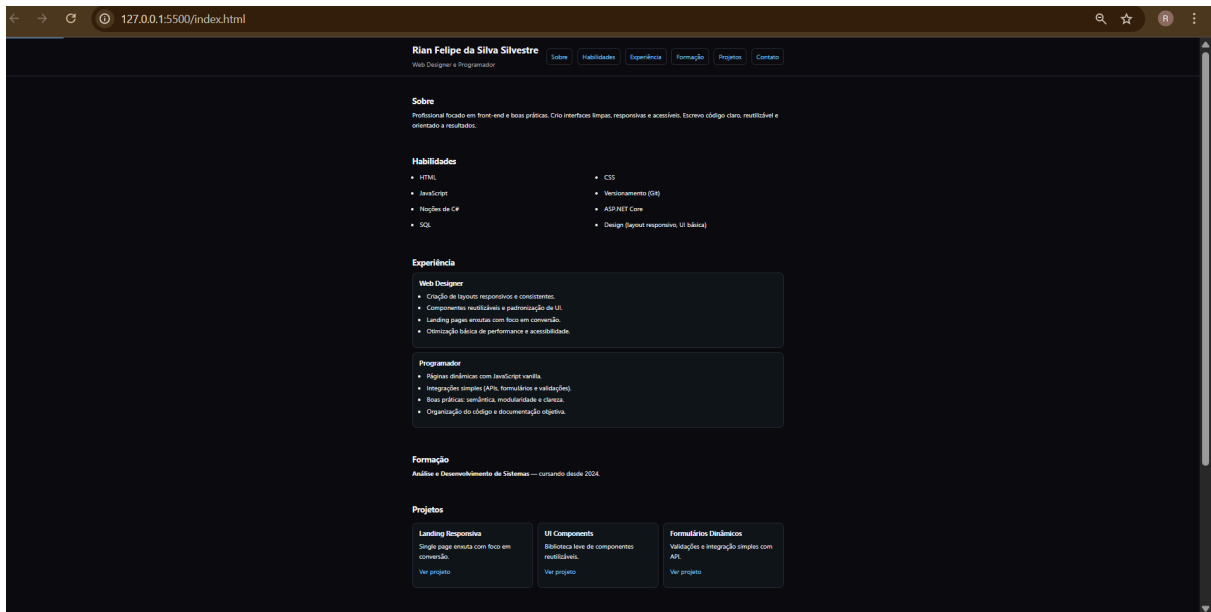 127.0.0.1:5500/index.html
R
Rian Felipe da Silva Silvestre
Web Designer e Programador
Sobre
Habilidades
Experiência
Formação
Projetos
Contato
Sobre
Profissional focado em front-end e boas práticas. Crio interfaces limpas, responsivas e acessíveis. Escrevo código claro, reutilizável e
orientado a resultados.
Habilidades
• HTML
• CSS
• JavaScript
• Versionamento (Git)
• Noções de C#
• ASP.NET Core
• SQL
• Design (layout responsivo, UI básica)
Experiência
Web Designer
• Criação de layouts responsivos e consistentes.
• Componentes reutilizáveis e padronização de UI.
• Landing pages enxutas com foco em conversão.
• Otimização básica de performance e acessibilidade.
Programador
• Páginas dinâmicas com JavaScript vanilla.
• Integrações simples (APIs, formulários e validações).
• Boas práticas: semântica, modularidade e clareza.
• Organização do código e documentação objetiva.
Formação
Análise e Desenvolvimento de Sistemas — cursando desde 2024.
Projetos
Landing Responsiva
Single page enxuta com foco em
conversão.
Ver projeto
UI Components
Biblioteca leve de componentes
reutilizáveis.
Ver projeto
Formulários Dinâmicos
Validações e integração simples com
API.
Ver projeto